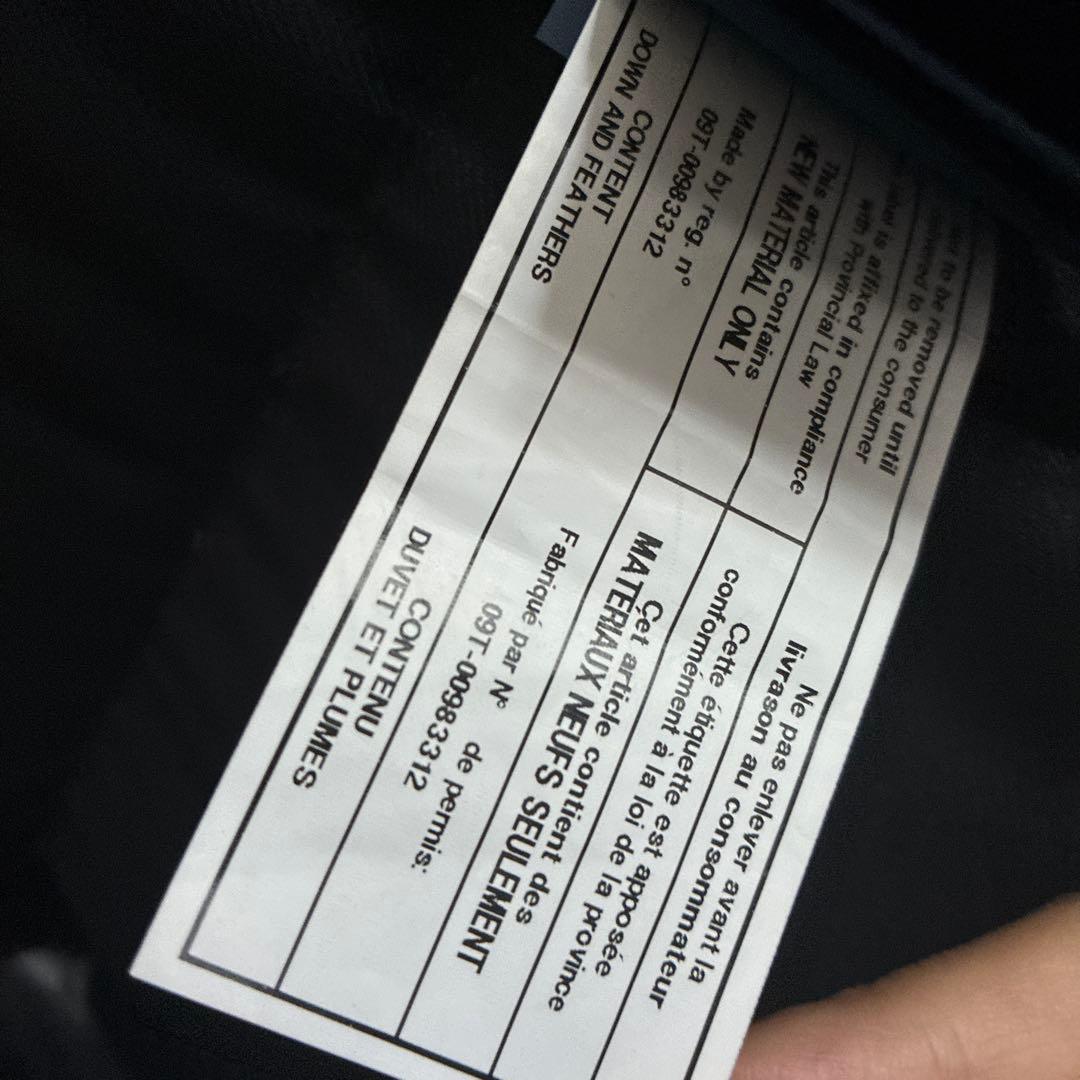 to be removed until
to the consumer
label is affixed in compliance
with Provincial Law
This article contains
NEW MATERIAL ONLY
Made by reg. n°
09T-00983312
CONTENT
DOWN AND FEATHERS
Ne pas enlever avant la
livrason au consommateur
Cette étiquette est apposée
conformément à la loi de la province
Çet article contient des
MATERIAUX NEUFS SEULEMENT
Fabriqué par N° de permis:
09T-00983312
CONTENU
DUVET ET PLUMES